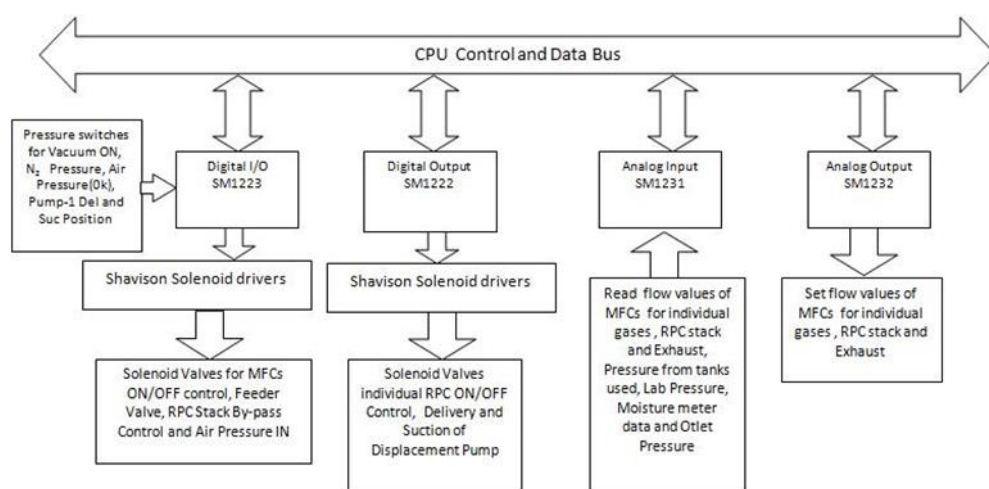 CPU Control and Data Bus
Pressure switches
for Vacuum ON,
N₂ Pressure, Air
Pressure(0k),
Pump-1 Del and
Suc Position
Digital I/O
SM1223
Digital Output
SM1222
Analog Input
SM1231
Analog Output
SM1232
Shavison Solenoid drivers
Shavison Solenoid drivers
Solenoid Valves for MFCs
ON/OFF control, Feeder
Valve, RPC Stack By-pass
Control and Air Pressure IN
Solenoid Valves
individual RPC ON/OFF
Control, Delivery and
Suction of
Displacement Pump
Read flow values of
MFCs for individual
gases , RPC stack
and Exhaust,
Pressure from tanks
used, Lab Pressure,
Moisture meter
data and Otlet
Pressure
Set flow values of
MFCs for individual
gases , RPC stack and
Exhaust